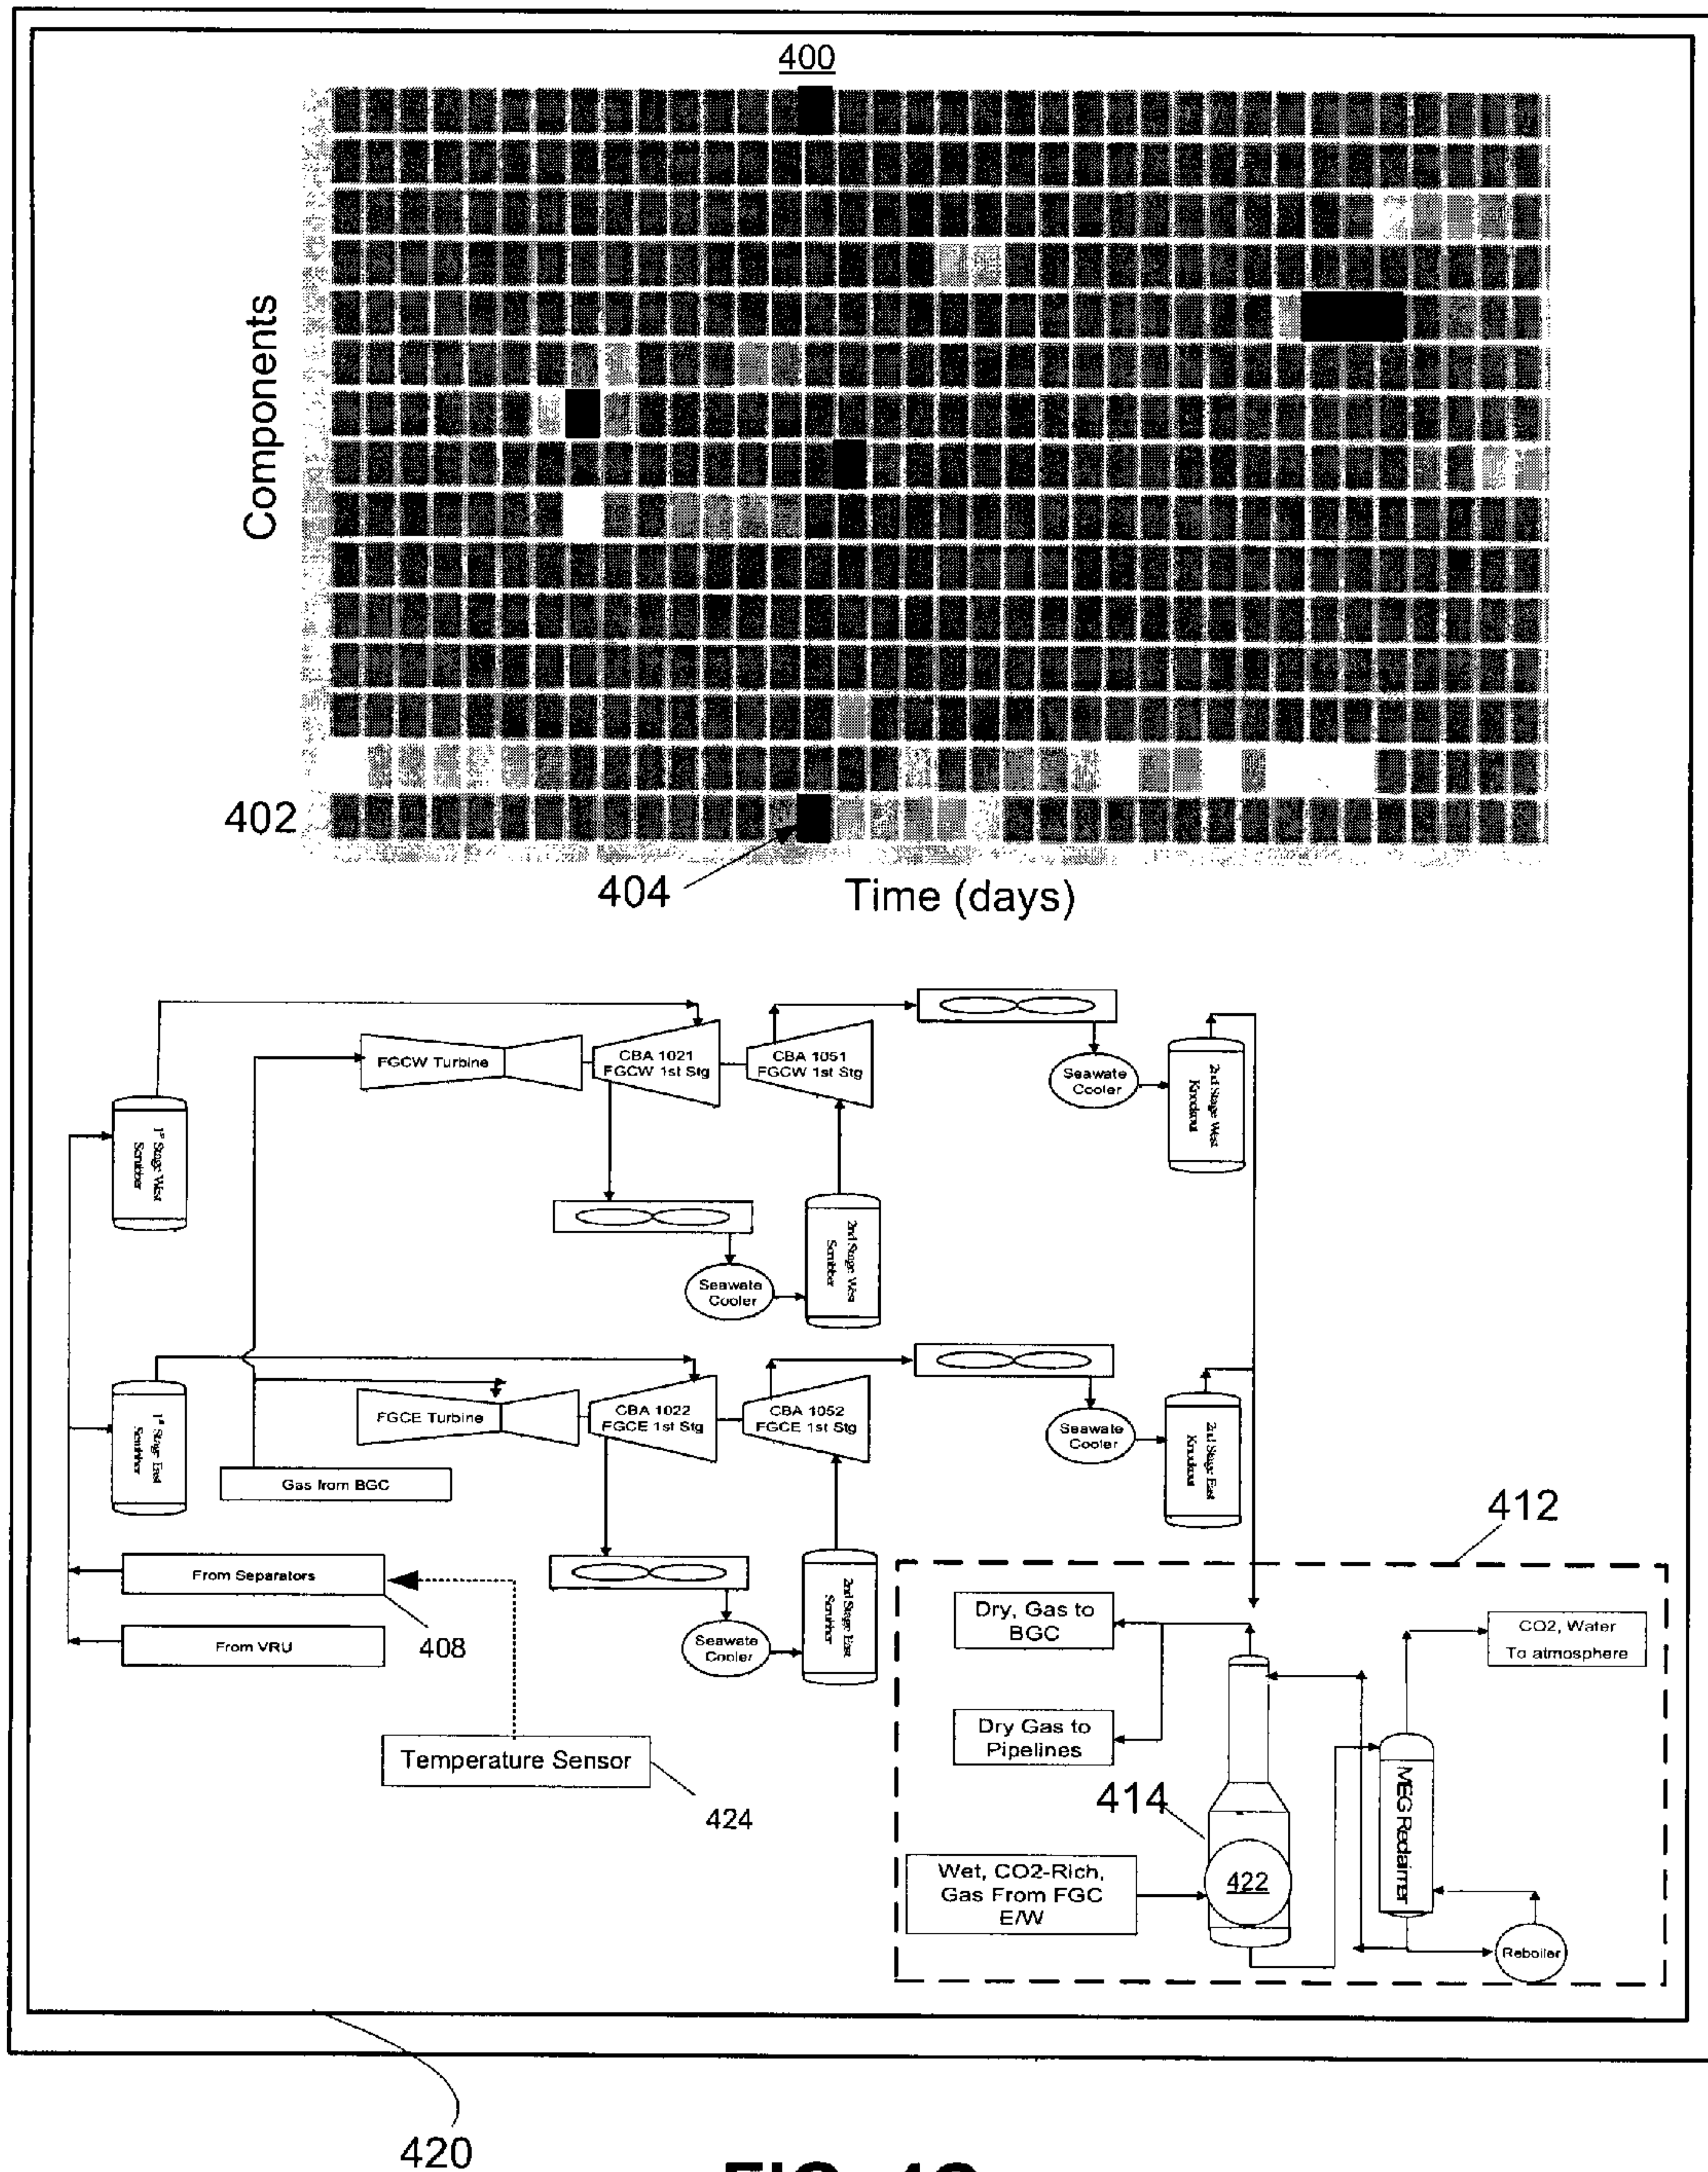 400
Components
402
404
Time (days)
FGCW Turbine
CBA 1021
FGCW 1st Stg
CBA 1051
FGCW 1st Stg
Seawate
Cooler
2nd Stage West
Knockout
1st Stage West
Scrubber
Seawate
Cooler
2nd Stage West
Scrubber
FGCE Turbine
CBA 1022
FGCE 1st Stg
CBA 1052
FGCE 1st Stg
Seawate
Cooler
2nd Stage East
Knockout
1st Stage East
Scrubber
Gas from BGC
412
From Separators
408
From VRU
Seawate
Cooler
2nd Stage East
Scrubber
Dry, Gas to
BGC
CO2, Water
To atmosphere
Temperature Sensor
424
Dry Gas to
Pipelines
414
MEG Reclaimer
Wet, CO2-Rich,
Gas From FGC
E/W
422
Reboiler
420